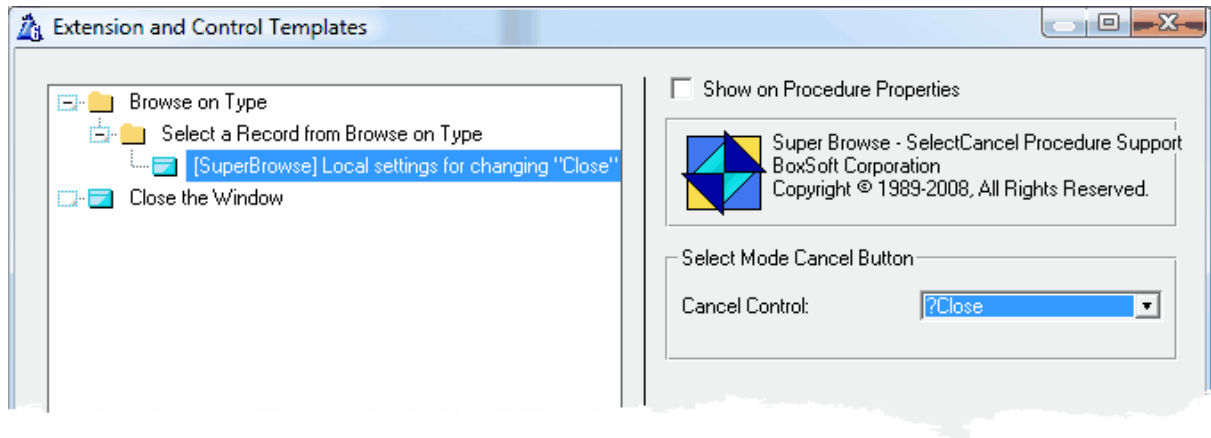 Extension and Control Templates
Browse on Type
Select a Record from Browse on Type
[SuperBrowse] Local settings for changing "Close"
Close the Window
Show on Procedure Properties
Super Browse - SelectCancel Procedure Support
BoxSoft Corporation
Copyright © 1989-2008, All Rights Reserved.
Select Mode Cancel Button
Cancel Control:
?Close